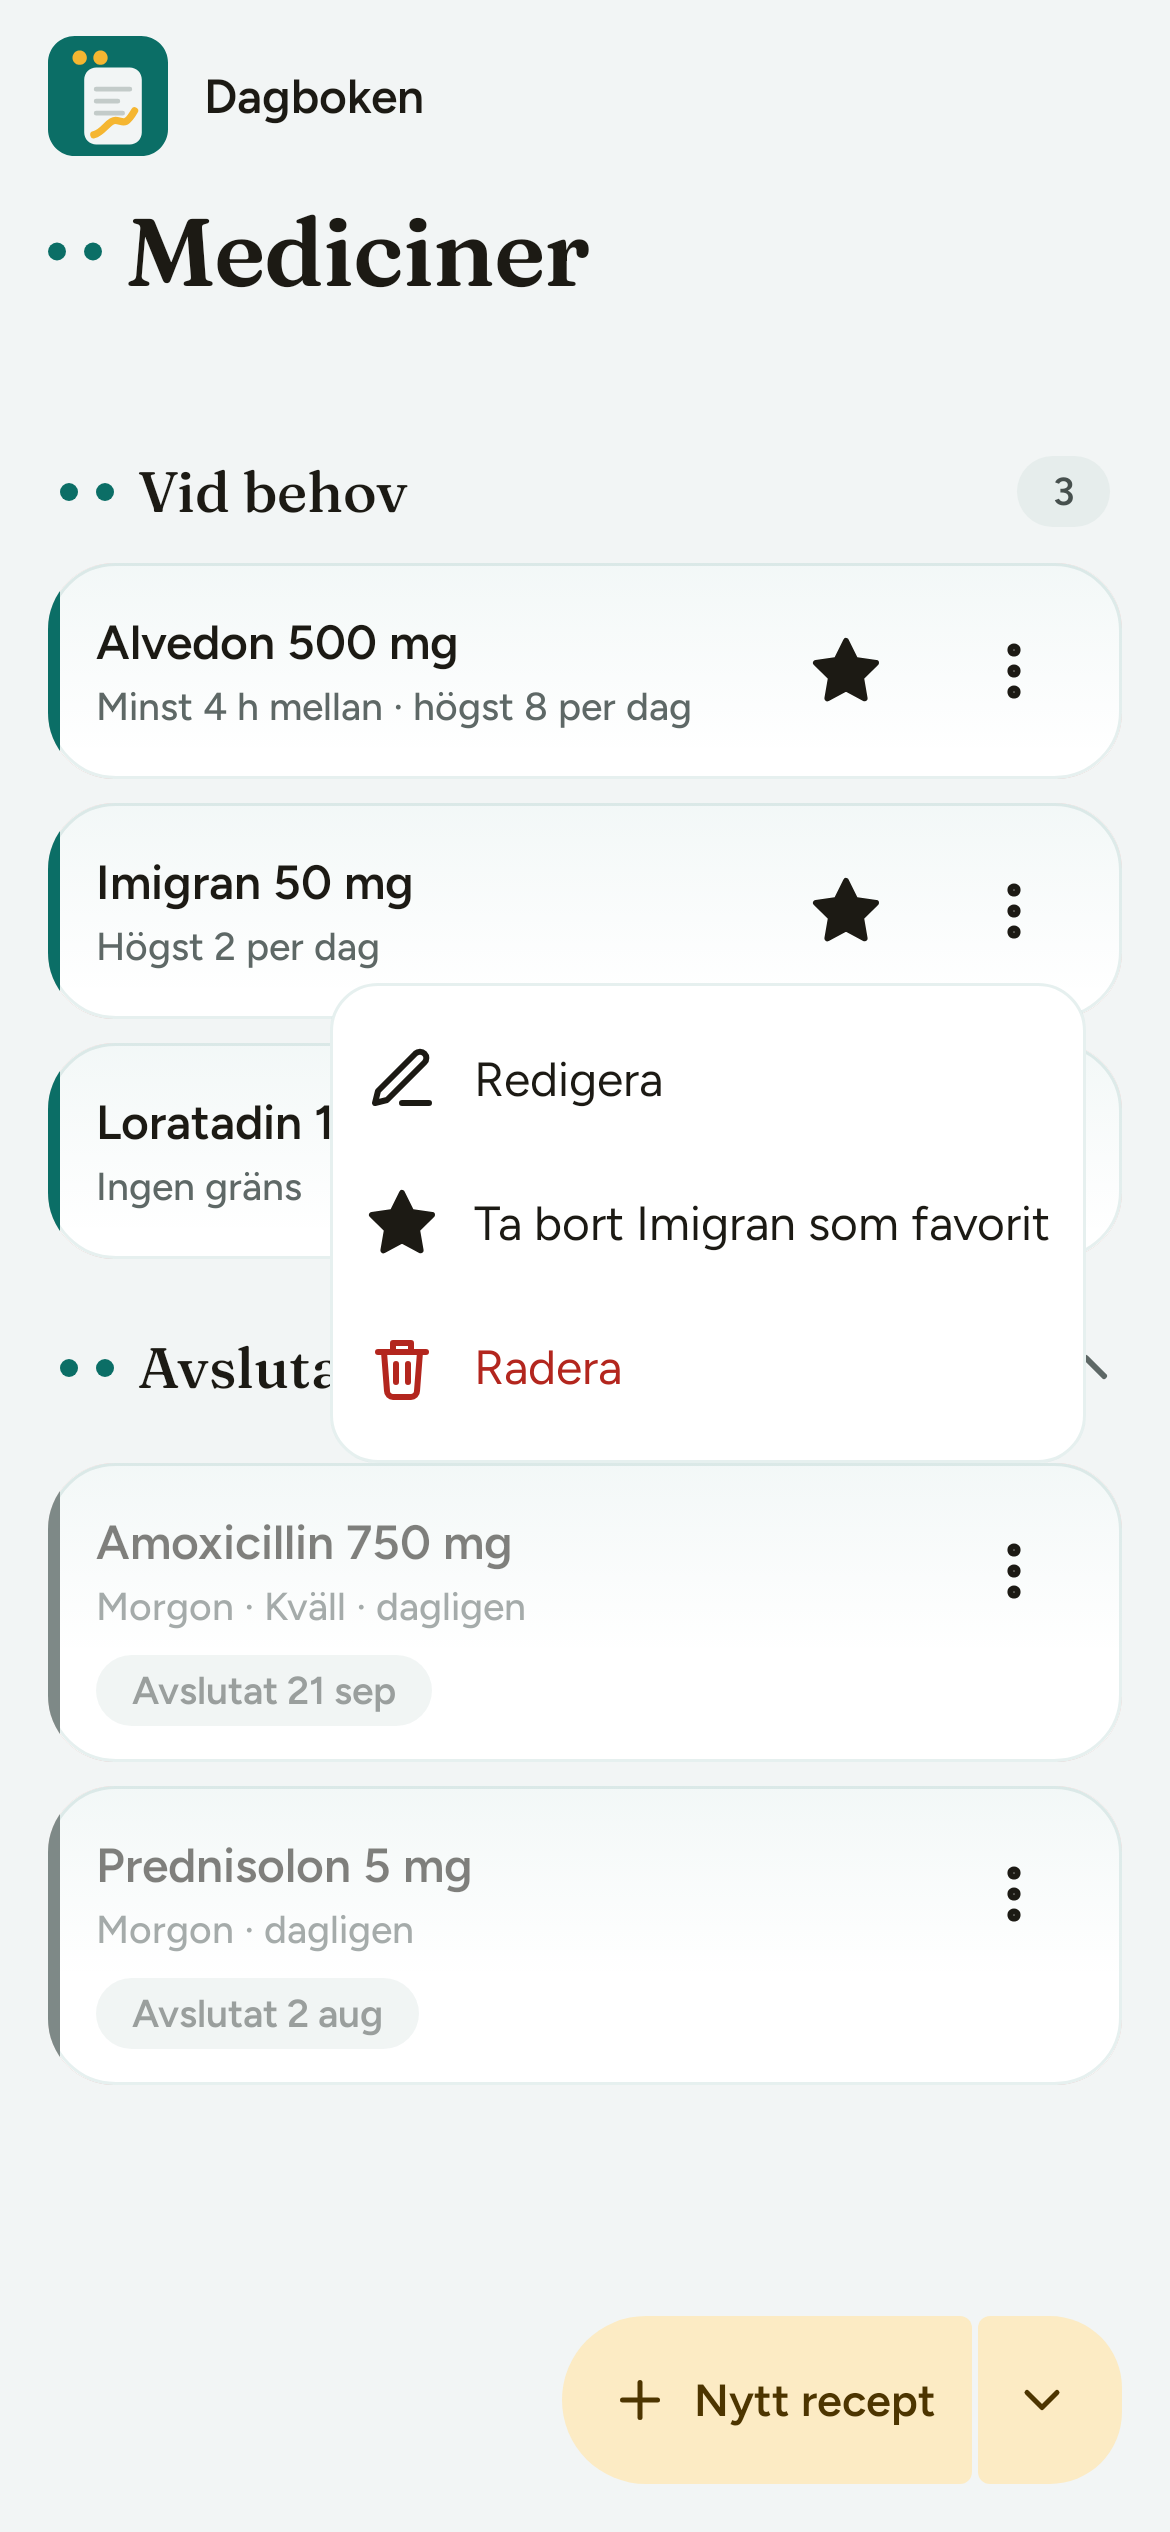 Dagboken
Mediciner
Vid behov
3
Alvedon 500 mg
Minst 4 h mellan · högst 8 per dag
Imigran 50 mg
Högst 2 per dag
Redigera
Ta bort Imigran som favorit
Radera
Loratadin 1
Ingen gräns
Avsluta
Amoxicillin 750 mg
Morgon · Kväll · dagligen
Avslutat 21 sep
Prednisolon 5 mg
Morgon · dagligen
Avslutat 2 aug
Nytt recept